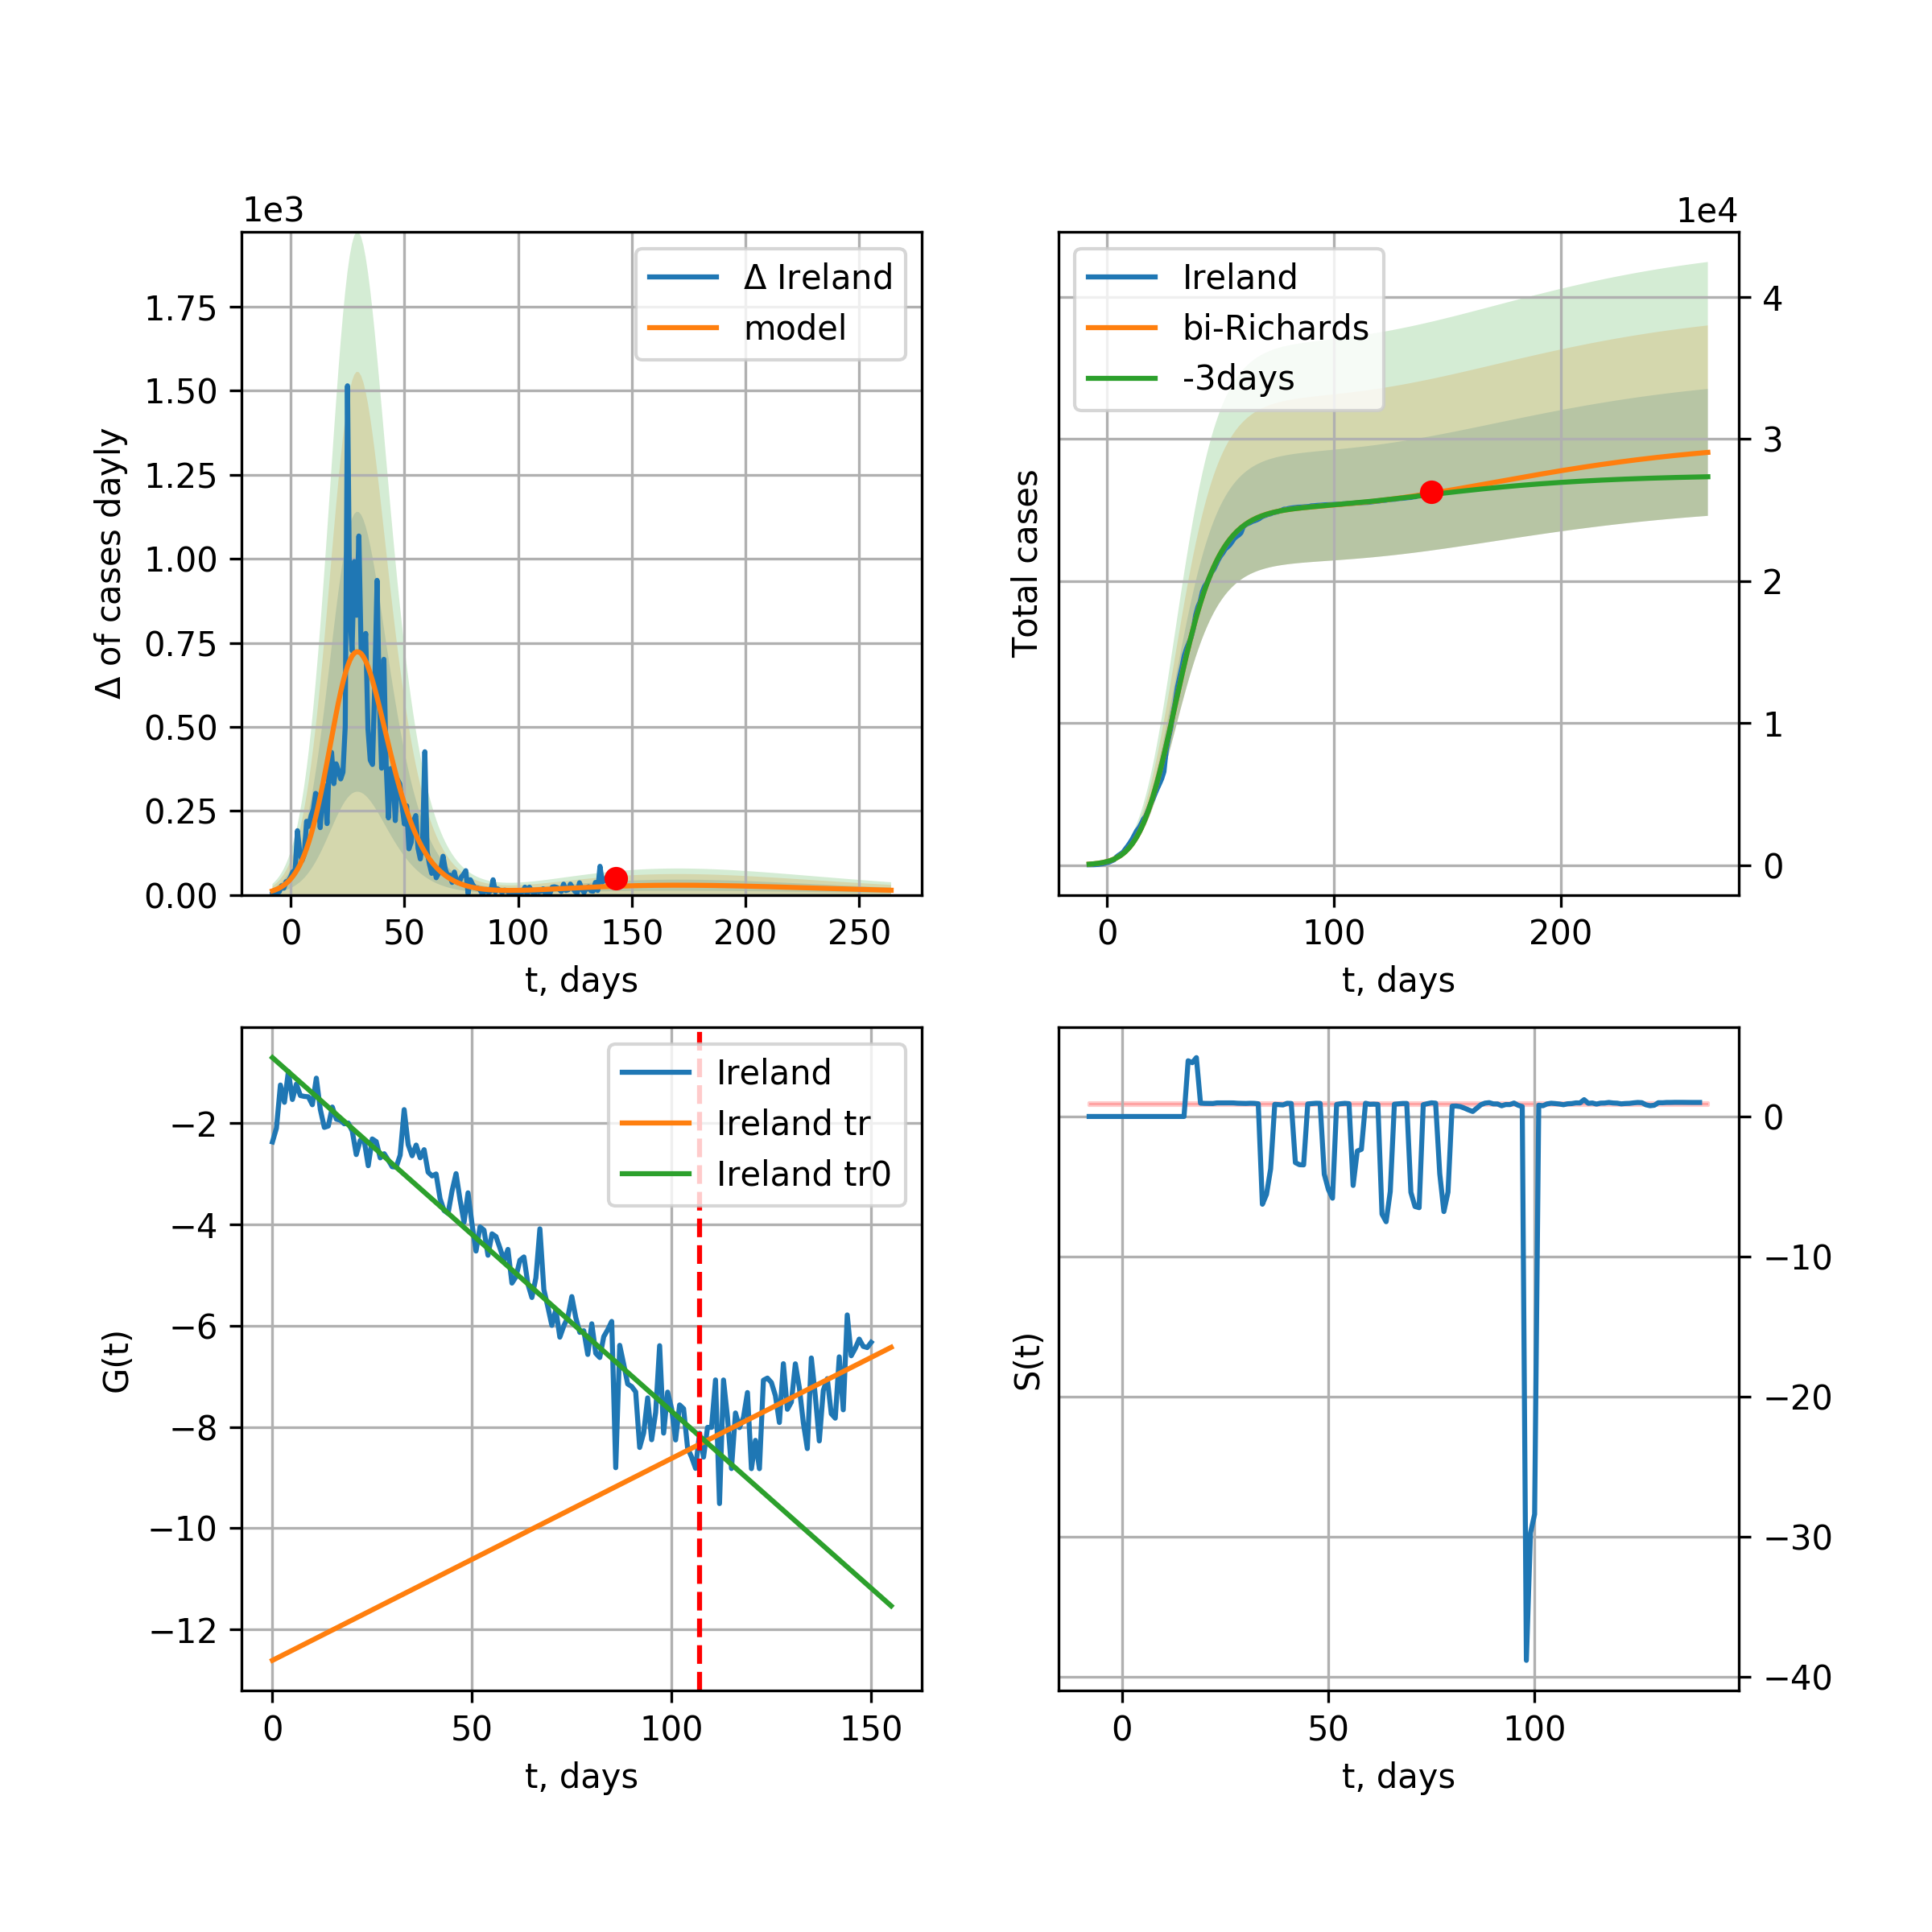 1e3
Δ of cases dayly
1.75
1.50
1.25
1.00
0.75
0.50
0.25
0.00
Δ Ireland
model
0 50 100 150 200 250
t, days
1e4
Total cases
Ireland
bi-Richards
-3days
4
3
2
1
0
0 100 200
t, days
G(t)
−2
−4
−6
−8
−10
−12
Ireland
Ireland tr
Ireland tr0
0 50 100 150
t, days
S(t)
0
−10
−20
−30
−40
0 50 100
t, days